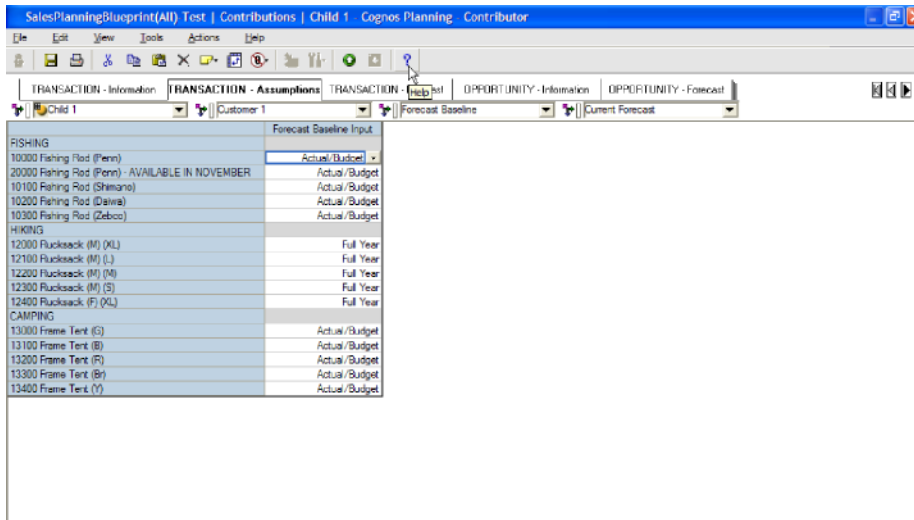 SalesPlanningBlueprint(All) Test | Contributions | Child 1 - Cognos Planning - Contributor
File Edit View Tools Actions Help
TRANSACTION - Information TRANSACTION - Assumptions TRANSACTION - OPPORTUNITY - Information OPPORTUNITY - Forecast
Help
Child 1 Customer 1 Forecast Baseline Current Forecast
Forecast Baseline Input
FISHING
10000 Fishing Rod (Penn) Actual/Budget
20000 Fishing Rod (Penn) - AVAILABLE IN NOVEMBER Actual/Budget
10100 Fishing Rod (Shimano) Actual/Budget
10200 Fishing Rod (Daiwa) Actual/Budget
10300 Fishing Rod (Zebco) Actual/Budget
HIKING
12000 Rucksack (M) (XL) Full Year
12100 Rucksack (M) (L) Full Year
12200 Rucksack (M) (M) Full Year
12300 Rucksack (M) (S) Full Year
12400 Rucksack (F) (XL) Full Year
CAMPING
13000 Frame Tent (G) Actual/Budget
13100 Frame Tent (B) Actual/Budget
13200 Frame Tent (R) Actual/Budget
13300 Frame Tent (Br) Actual/Budget
13400 Frame Tent (Y) Actual/Budget